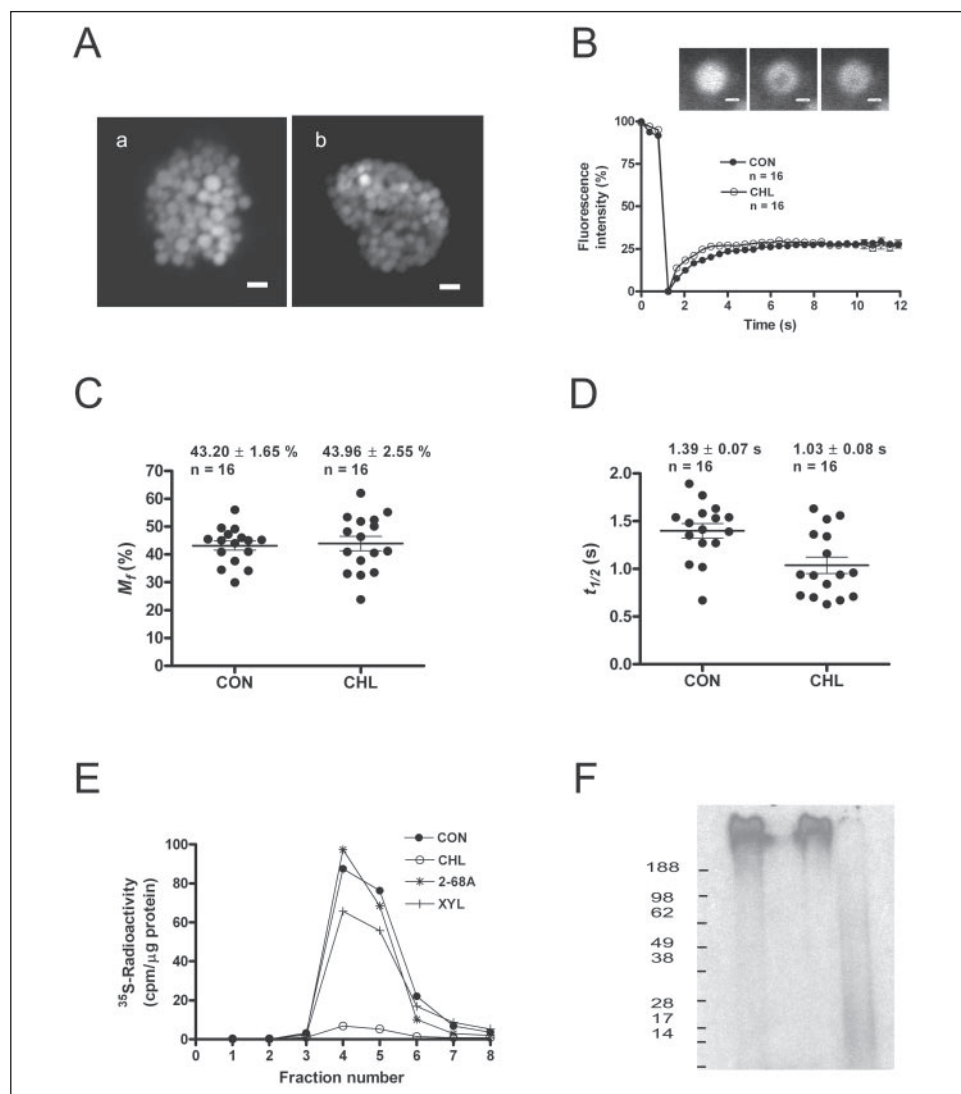 A
a
b
B
Fluorescence
intensity (%)
100
75
50
25
0
CON
n = 16
CHL
n = 16
0 2 4 6 8 10 12
Time (s)
C
43.20 ± 1.65 %
n = 16
43.96 ± 2.55 %
n = 16
Mf (%)
70
60
50
40
30
20
10
0
CON CHL
D
1.39 ± 0.07 s
n = 16
1.03 ± 0.08 s
n = 16
t1/2 (s)
2.0
1.5
1.0
0.5
0.0
CON CHL
E
35S-Radioactivity
(cpm/µg protein)
100
80
60
40
20
0
CON
CHL
2-68A
XYL
0 1 2 3 4 5 6 7 8
Fraction number
F
188
98
62
49
38
28
17
14